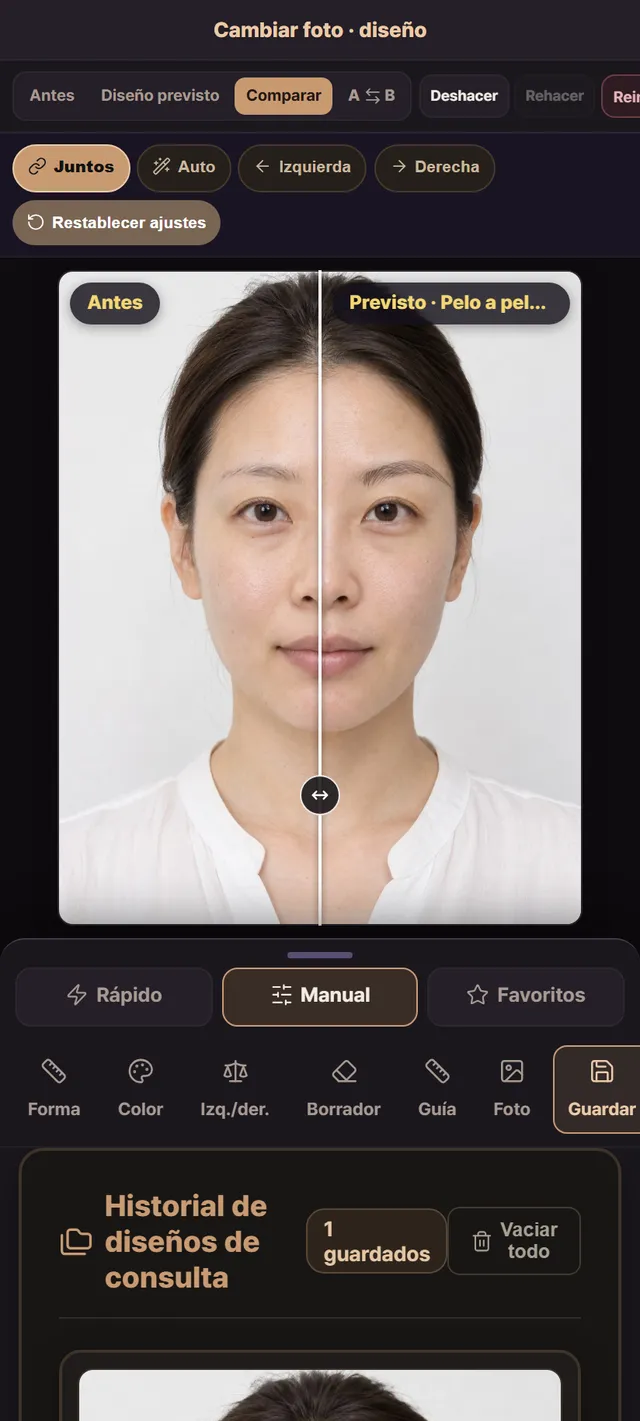 Cambiar foto · diseño
Antes Diseño previsto Comparar A B Deshacer Rehacer
Juntos Auto Izquierda Derecha
Restablecer ajustes
Antes Previsto · Pelo a pel...
Rápido Manual Favoritos
Forma Color Izq./der. Borrador Guía Foto Guardar
Historial de
diseños de
consulta
1
guardados
Vaciar
todo